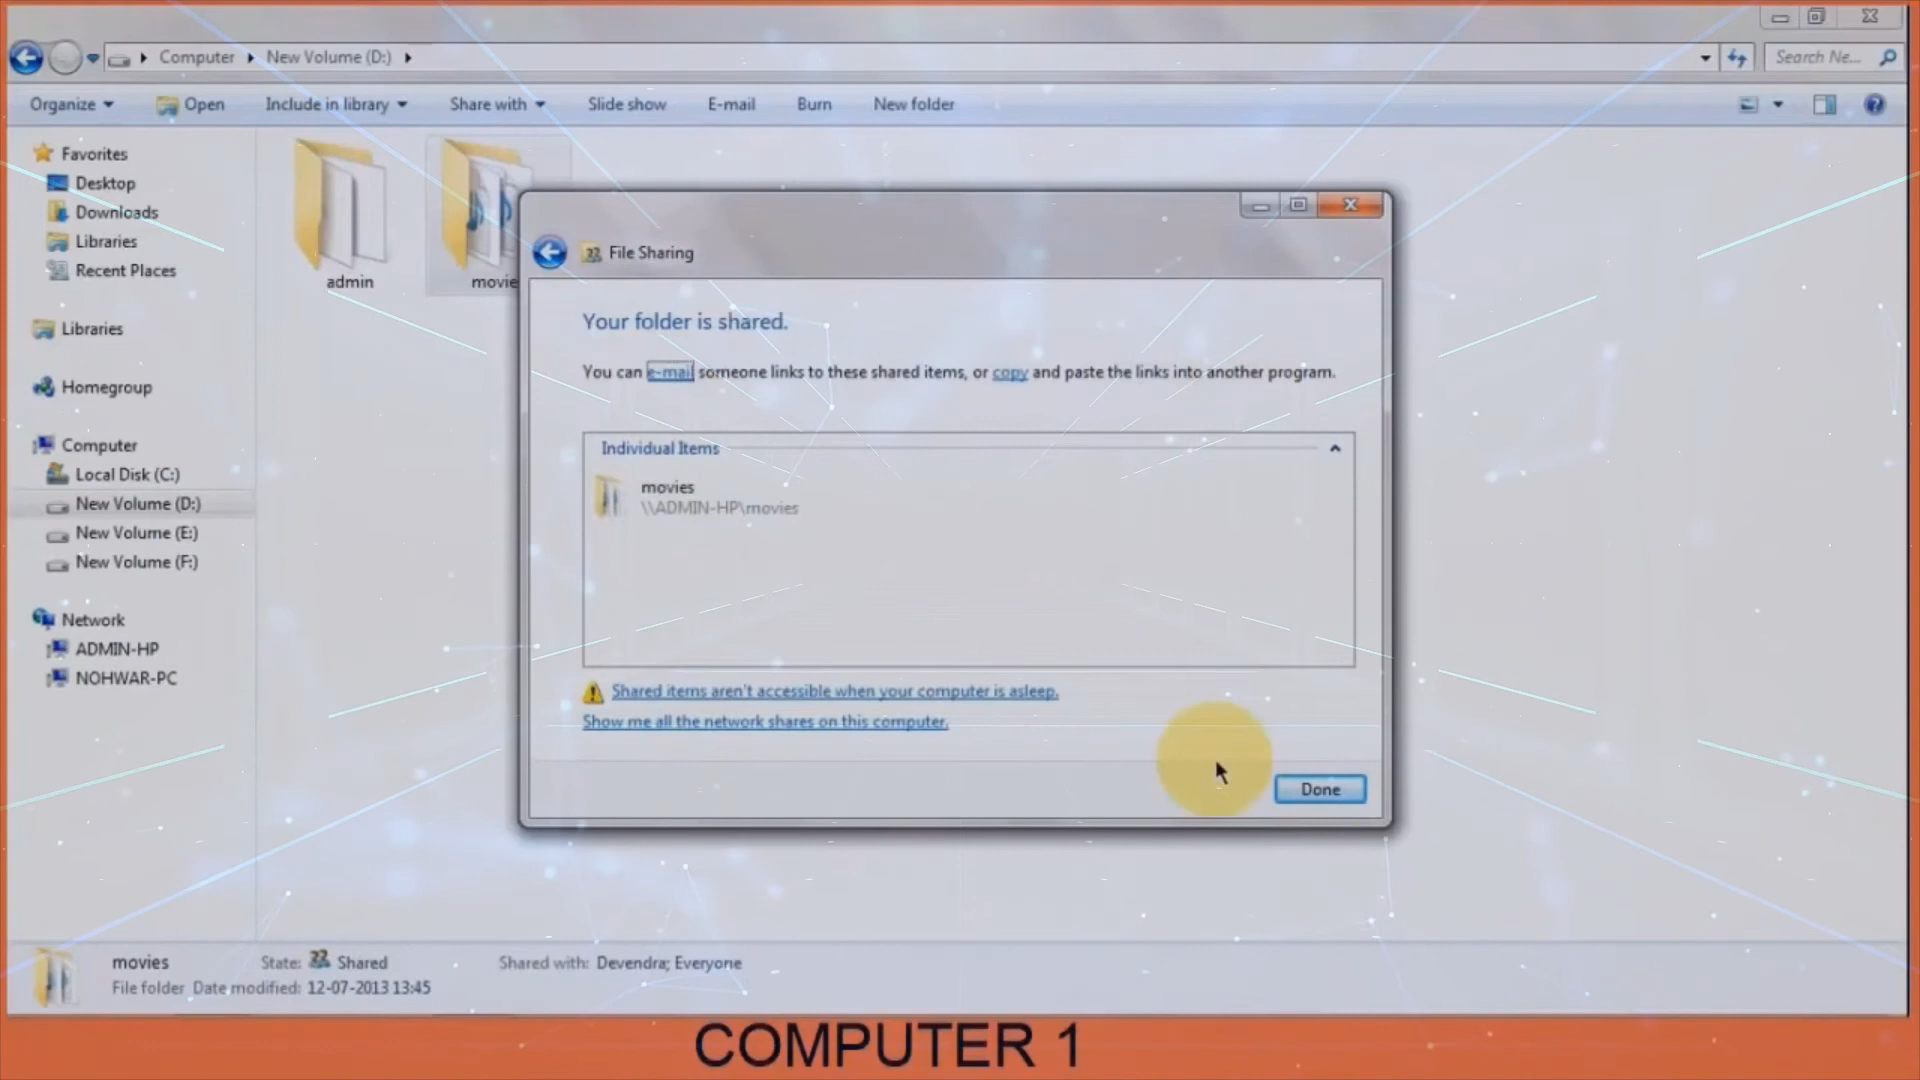 Computer New Volume (D:)
Search Ne...
Organize Open Include in library Share with Slide show E-mail Burn New folder
Favorites
Desktop
Downloads
Libraries
Recent Places
Libraries
Homegroup
Computer
Local Disk (C:)
New Volume (D:)
New Volume (E:)
New Volume (F:)
Network
ADMIN-HP
NOHWAR-PC
admin
movie
File Sharing
Your folder is shared.
You can e-mail someone links to these shared items, or copy and paste the links into another program.
Individual Items
movies
\\ADMIN-HP\movies
Shared items aren't accessible when your computer is asleep.
Show me all the network shares on this computer.
Done
movies State: Shared Shared with: Devendra; Everyone
File folder Date modified: 12-07-2013 13:45
COMPUTER 1